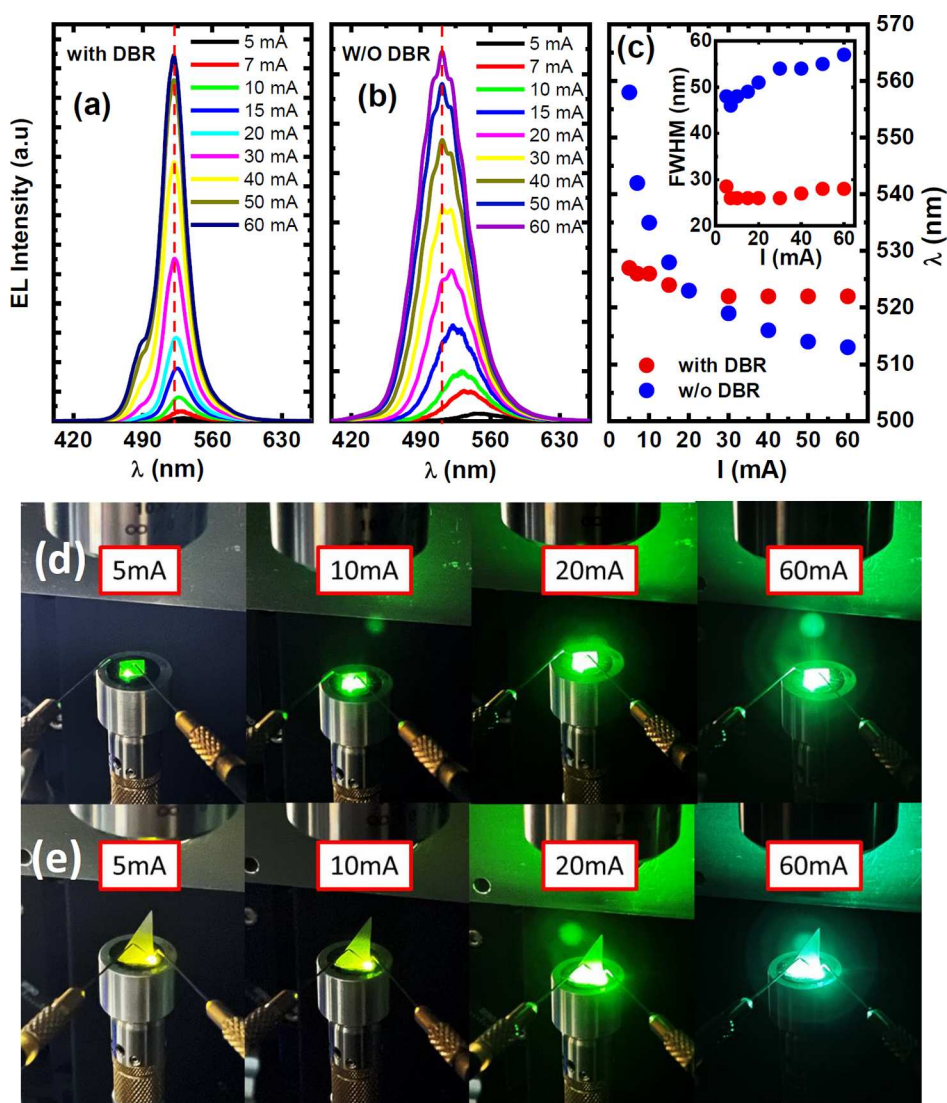 with DBR
(a)
5 mA
7 mA
10 mA
15 mA
20 mA
30 mA
40 mA
50 mA
60 mA
EL Intensity (a.u)
420
490
560
630
λ (nm)
W/O DBR
(b)
5 mA
7 mA
10 mA
15 mA
20 mA
30 mA
40 mA
50 mA
60 mA
420
490
560
630
λ (nm)
(c)
60
50
40
30
20
FWHM (nm)
0
20
40
60
I (mA)
with DBR
w/o DBR
570
560
550
540
530
520
510
500
λ (nm)
10
20
30
40
50
60
I (mA)
(d)
5mA
10mA
20mA
60mA
(e)
5mA
10mA
20mA
60mA